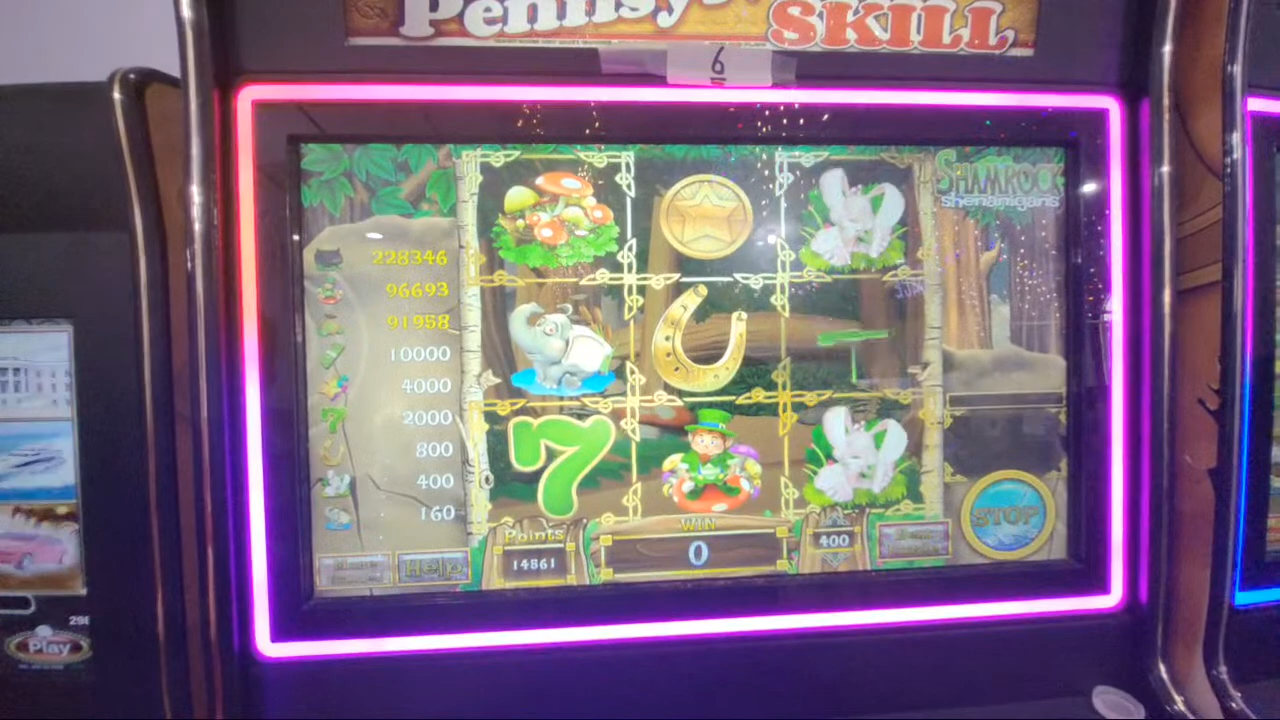 SKILL
6
SHAMROCK
shenanigans
228346
96693
91958
10000
4000
2000
800
400
160
Help
Points
14561
WIN
0
400
STOP
Play